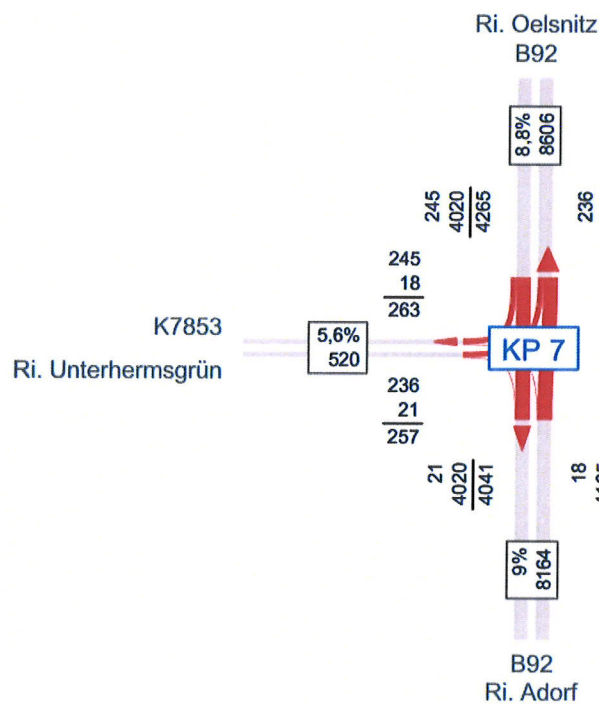 Ri. Oelsnitz
B92
8,8%
8606
245
4020
4265
236
245
18
263
K7853
Ri. Unterhermsgrün
5,6%
520
KP 7
236
21
257
21
4020
4041
18
9%
8164
B92
Ri. Adorf